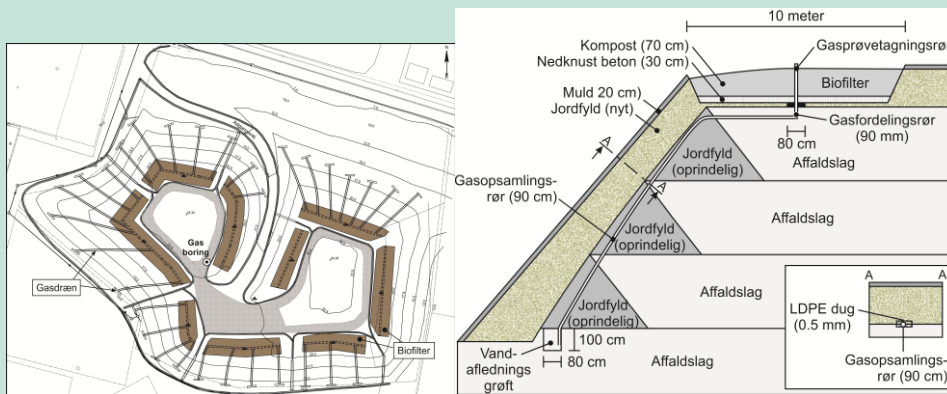 Gas
boring
Gasdræn
Biofilter
10 meter
Kompost (70 cm)
Nedknust beton (30 cm)
Muld 20 cm
Jordfyld (nyt)
Gasprøvetagningsrør
Biofilter
Gasfordelingsrør
(90 mm)
80 cm
A
A
Jordfyld
(oprindelig)
Affaldslag
Gasopsamlings-
rør (90 cm)
Jordfyld
(oprindelig)
Affaldslag
Jordfyld
(oprindelig)
Affaldslag
Vand-
aflednings
grøft
100 cm
80 cm
Affaldslag
A A
LDPE dug
(0.5 mm)
Gasopsamlings-
rør (90 cm)